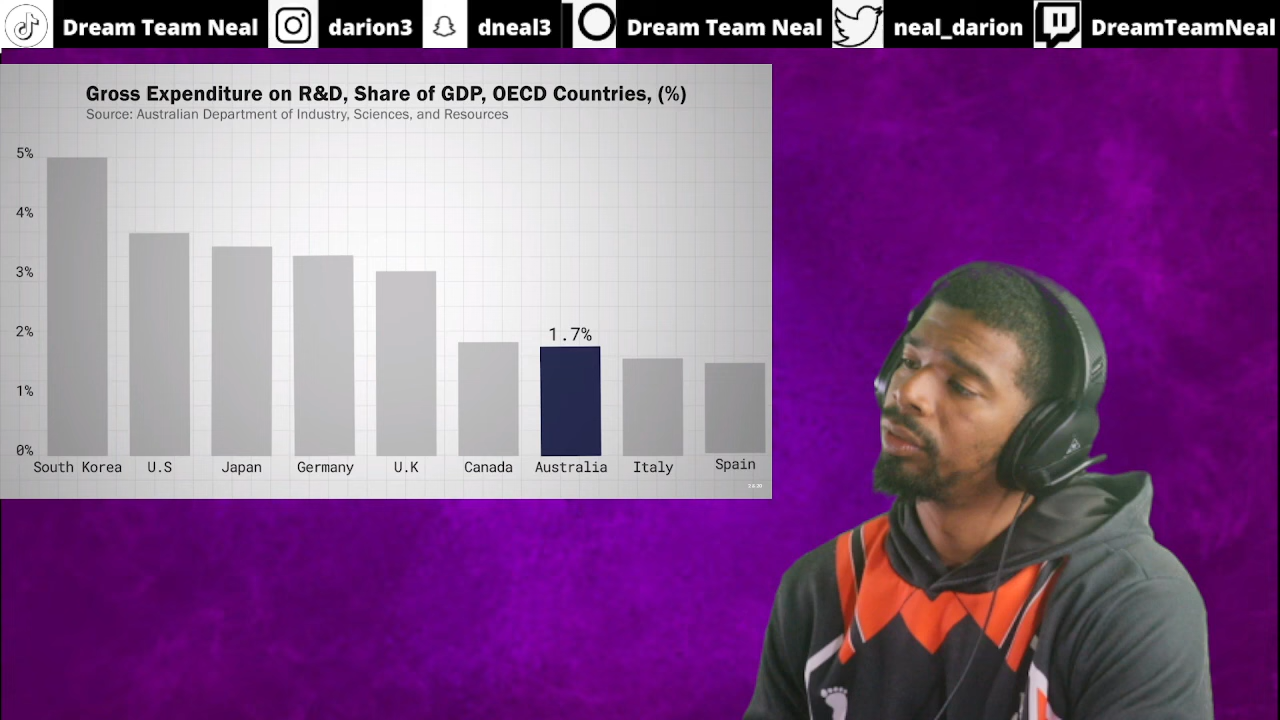 Dream Team Neal darion3 dneal3 Dream Team Neal neal_darion DreamTeamNeal
Gross Expenditure on R&D, Share of GDP, OECD Countries, (%)
Source: Australian Department of Industry, Sciences, and Resources
5%
4%
3%
2%
1%
0%
1.7%
South Korea U.S Japan Germany U.K Canada Australia Italy Spain